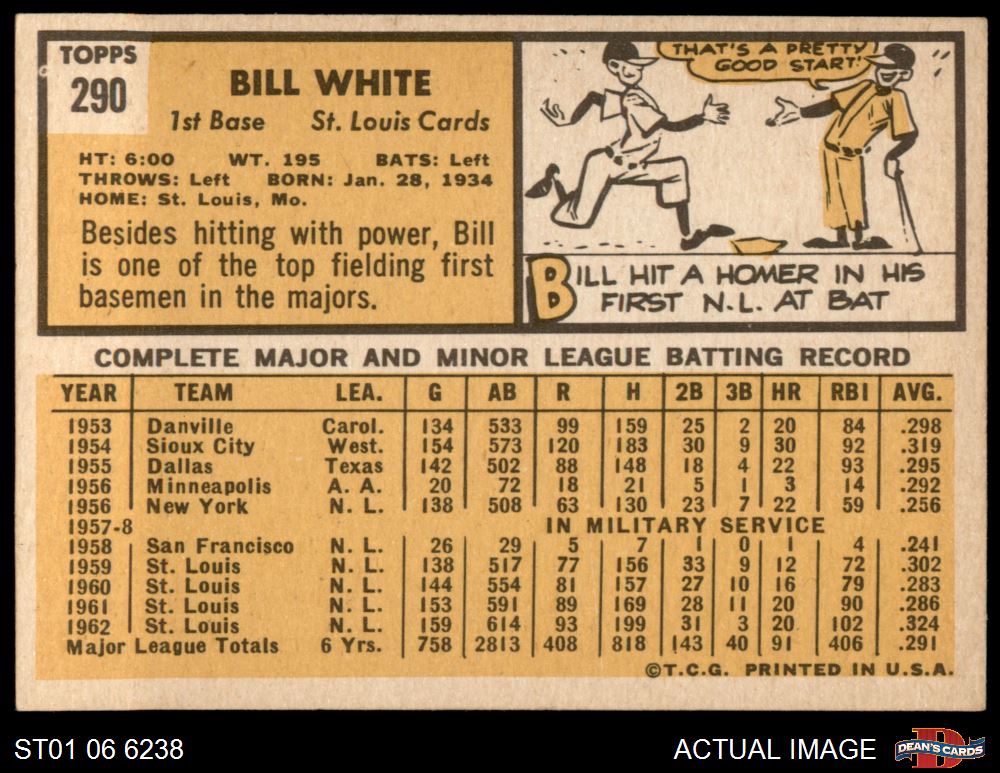 TOPPS
290
BILL WHITE
1st Base St. Louis Cards
HT: 6:00 WT. 195 BATS: Left
THROWS: Left BORN: Jan. 28, 1934
HOME: St. Louis, Mo.
Besides hitting with power, Bill
is one of the top fielding first
basemen in the majors.
THAT'S A PRETTY
GOOD START!
BILL HIT A HOMER IN HIS
FIRST N.L. AT BAT
COMPLETE MAJOR AND MINOR LEAGUE BATTING RECORD
YEAR TEAM LEA. G AB R H 2B 3B HR RBI AVG.
1953 Danville Carol. 134 533 99 159 25 2 20 84 .298
1954 Sioux City West. 154 573 120 183 30 9 30 92 .319
1955 Dallas Texas 142 502 88 148 18 4 22 93 .295
1956 Minneapolis A. A. 20 72 18 21 5 1 3 14 .292
1956 New York N. L. 138 508 63 130 23 7 22 59 .256
1957-8 IN MILITARY SERVICE
1958 San Francisco N. L. 26 29 5 7 1 0 1 4 .241
1959 St. Louis N. L. 138 517 77 156 33 9 12 72 .302
1960 St. Louis N. L. 144 554 81 157 27 10 16 79 .283
1961 St. Louis N. L. 153 591 89 169 28 11 20 90 .286
1962 St. Louis N. L. 159 614 93 199 31 3 20 102 .324
Major League Totals 6 Yrs. 758 2813 408 818 143 40 91 406 .291
©T.C.G. PRINTED IN U.S.A.
ST01 06 6238
ACTUAL IMAGE
D
DEAN'S CARDS